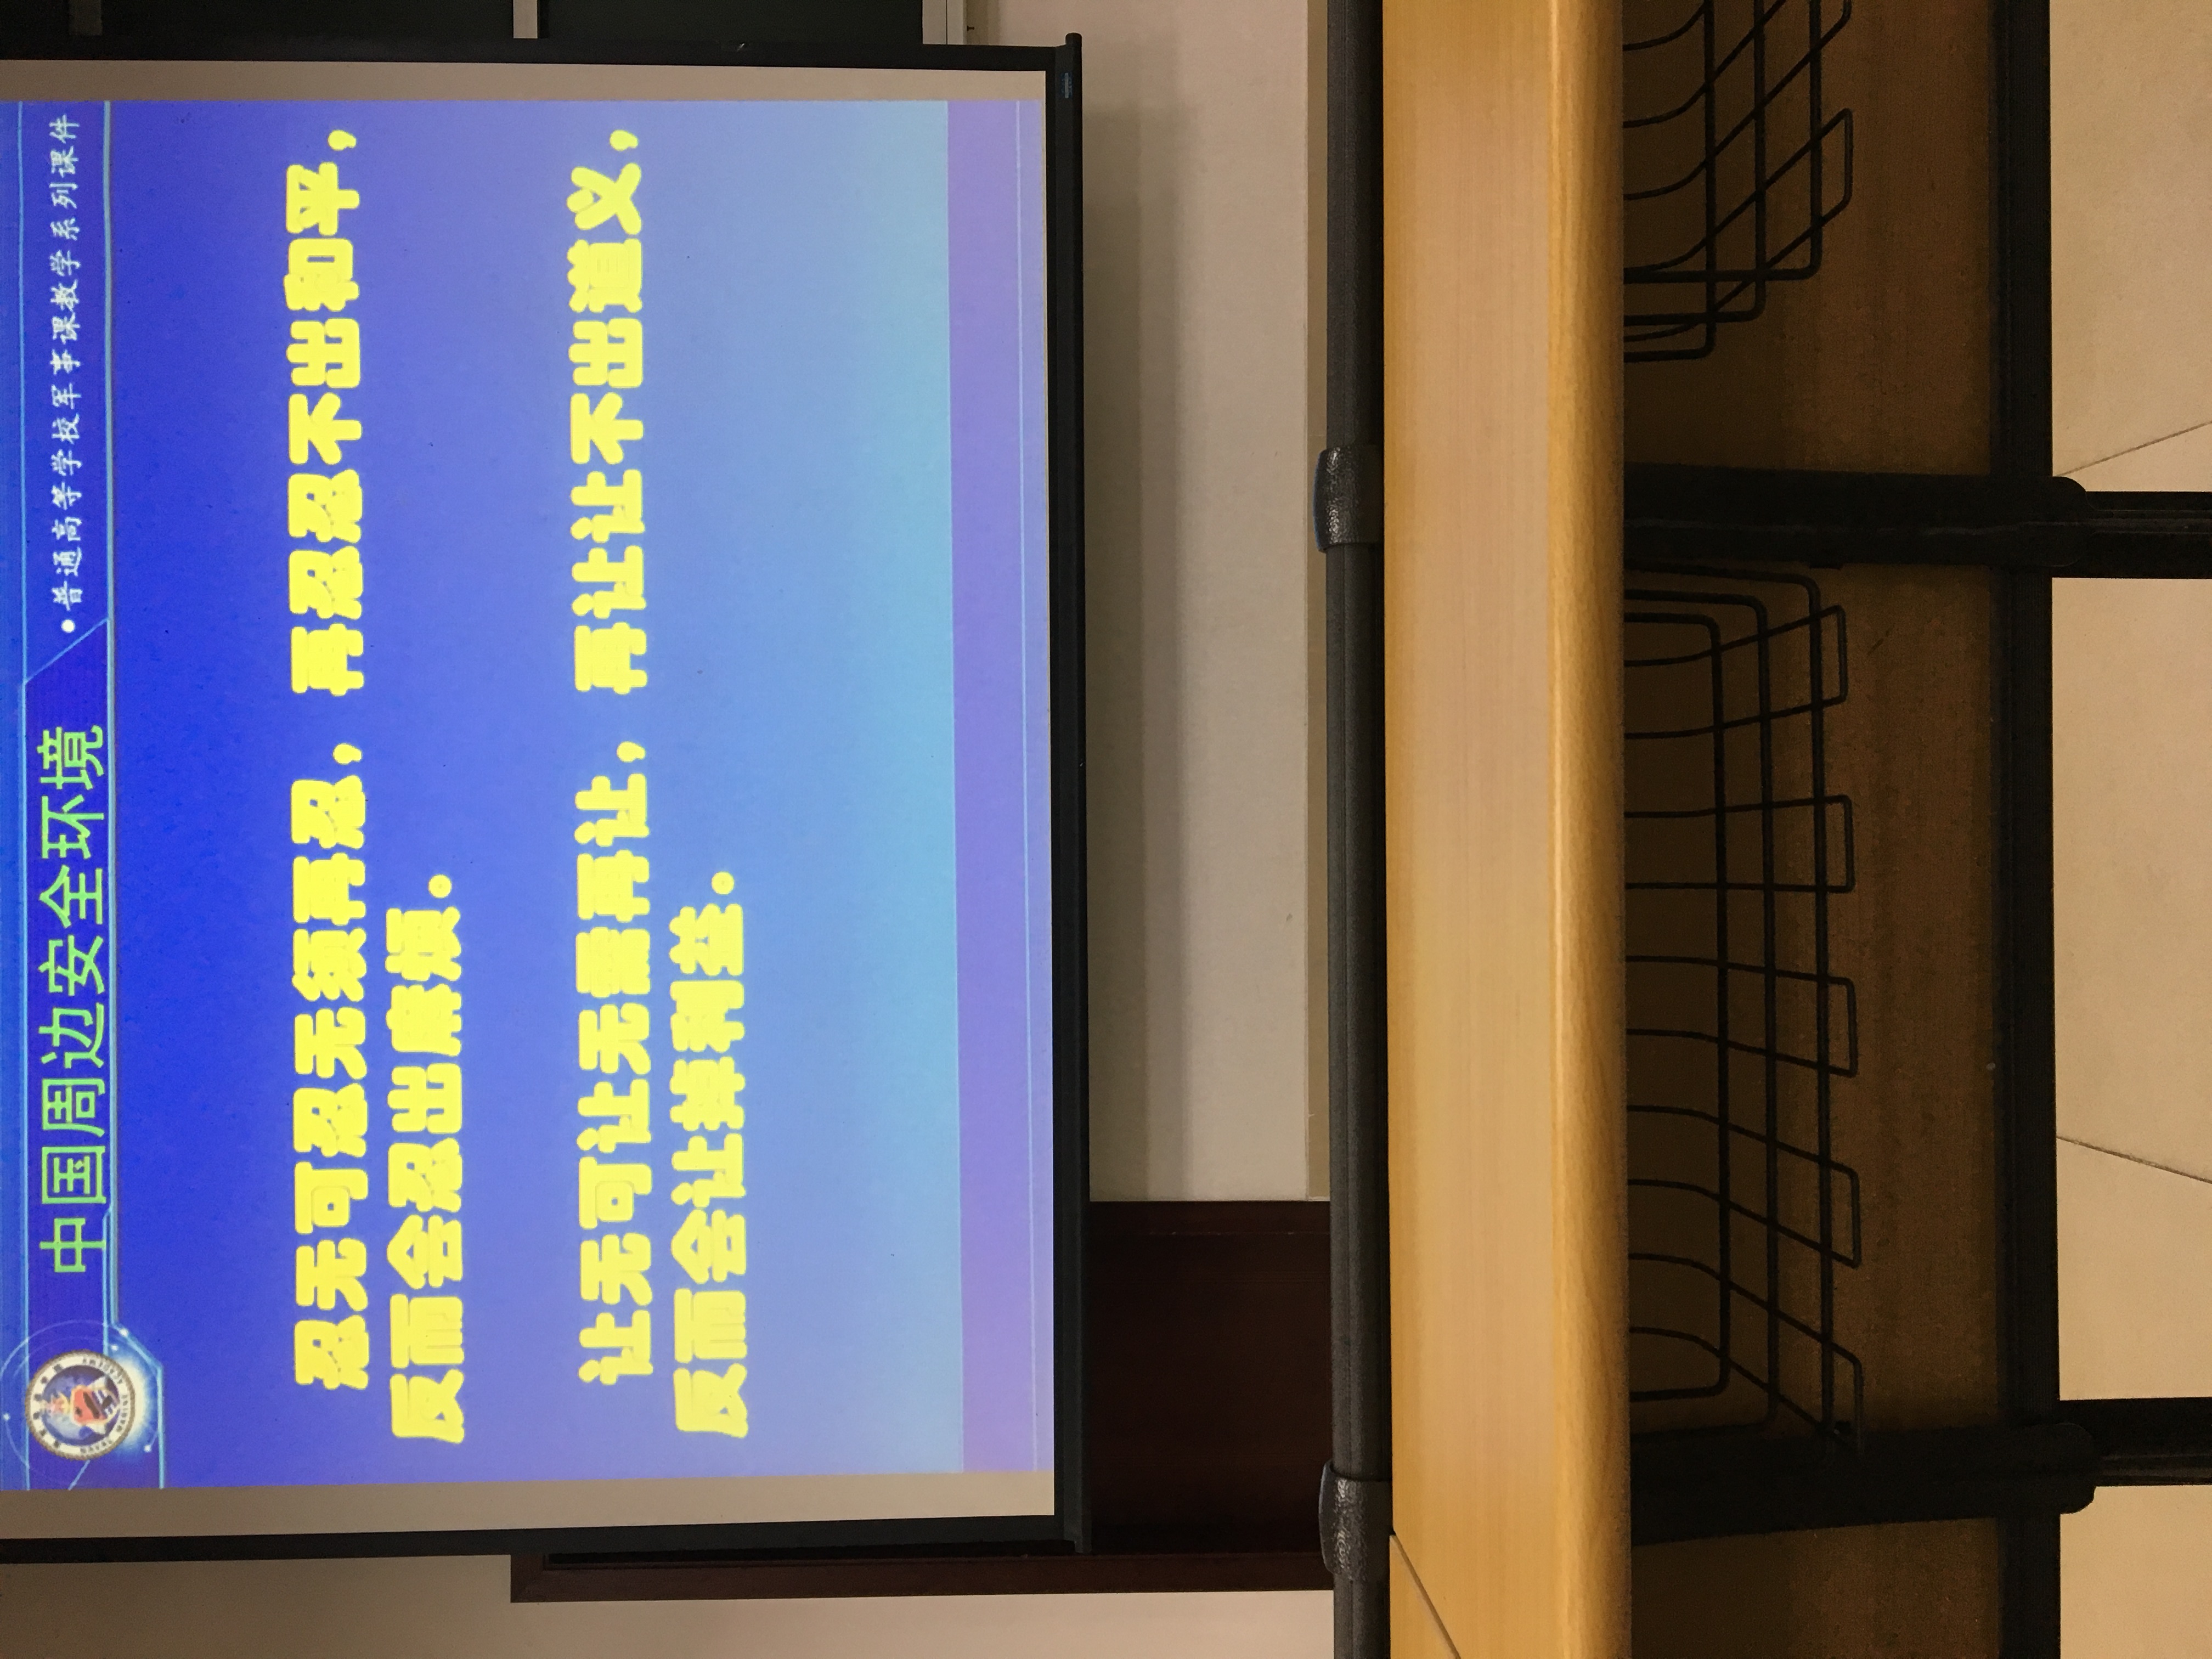 中国周边安全环境
●普通高等学校军事课教学系列课件
忍无可忍无须再忍，再忍忍不出和平，
反而会忍出麻烦。
让无可让无需再让，再让让不出道义，
反而会让掉利益。